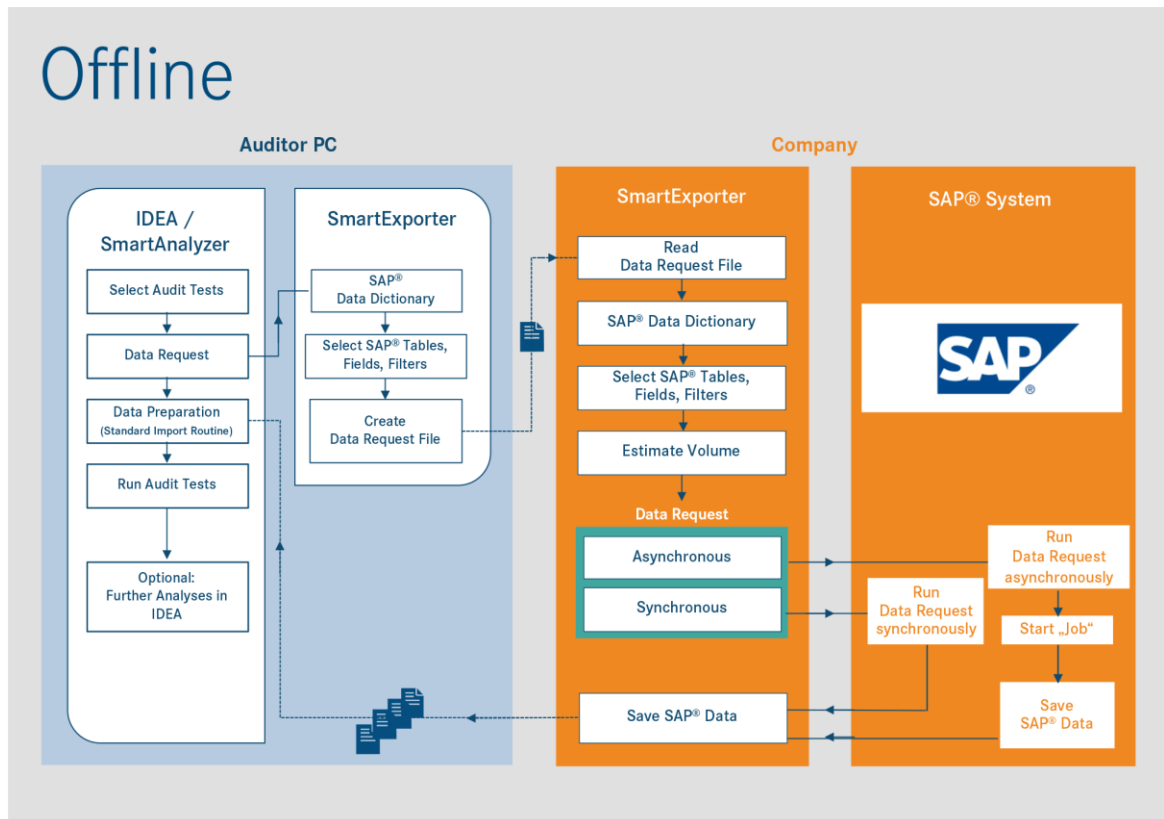 Offline
Auditor PC
Company
IDEA /
SmartAnalyzer
Select Audit Tests
Data Request
Data Preparation
(Standard Import Routine)
Run Audit Tests
Optional:
Further Analyses in
IDEA
SmartExporter
SAP®
Data Dictionary
Select SAP® Tables,
Fields, Filters
Create
Data Request File
SmartExporter
Read
Data Request File
SAP® Data Dictionary
Select SAP® Tables,
Fields, Filters
Estimate Volume
Data Request
Asynchronous
Synchronous
Save SAP® Data
SAP® System
SAP®
Run
Data Request
asynchronously
Run
Data Request
synchronously
Start „Job“
Save
SAP® Data